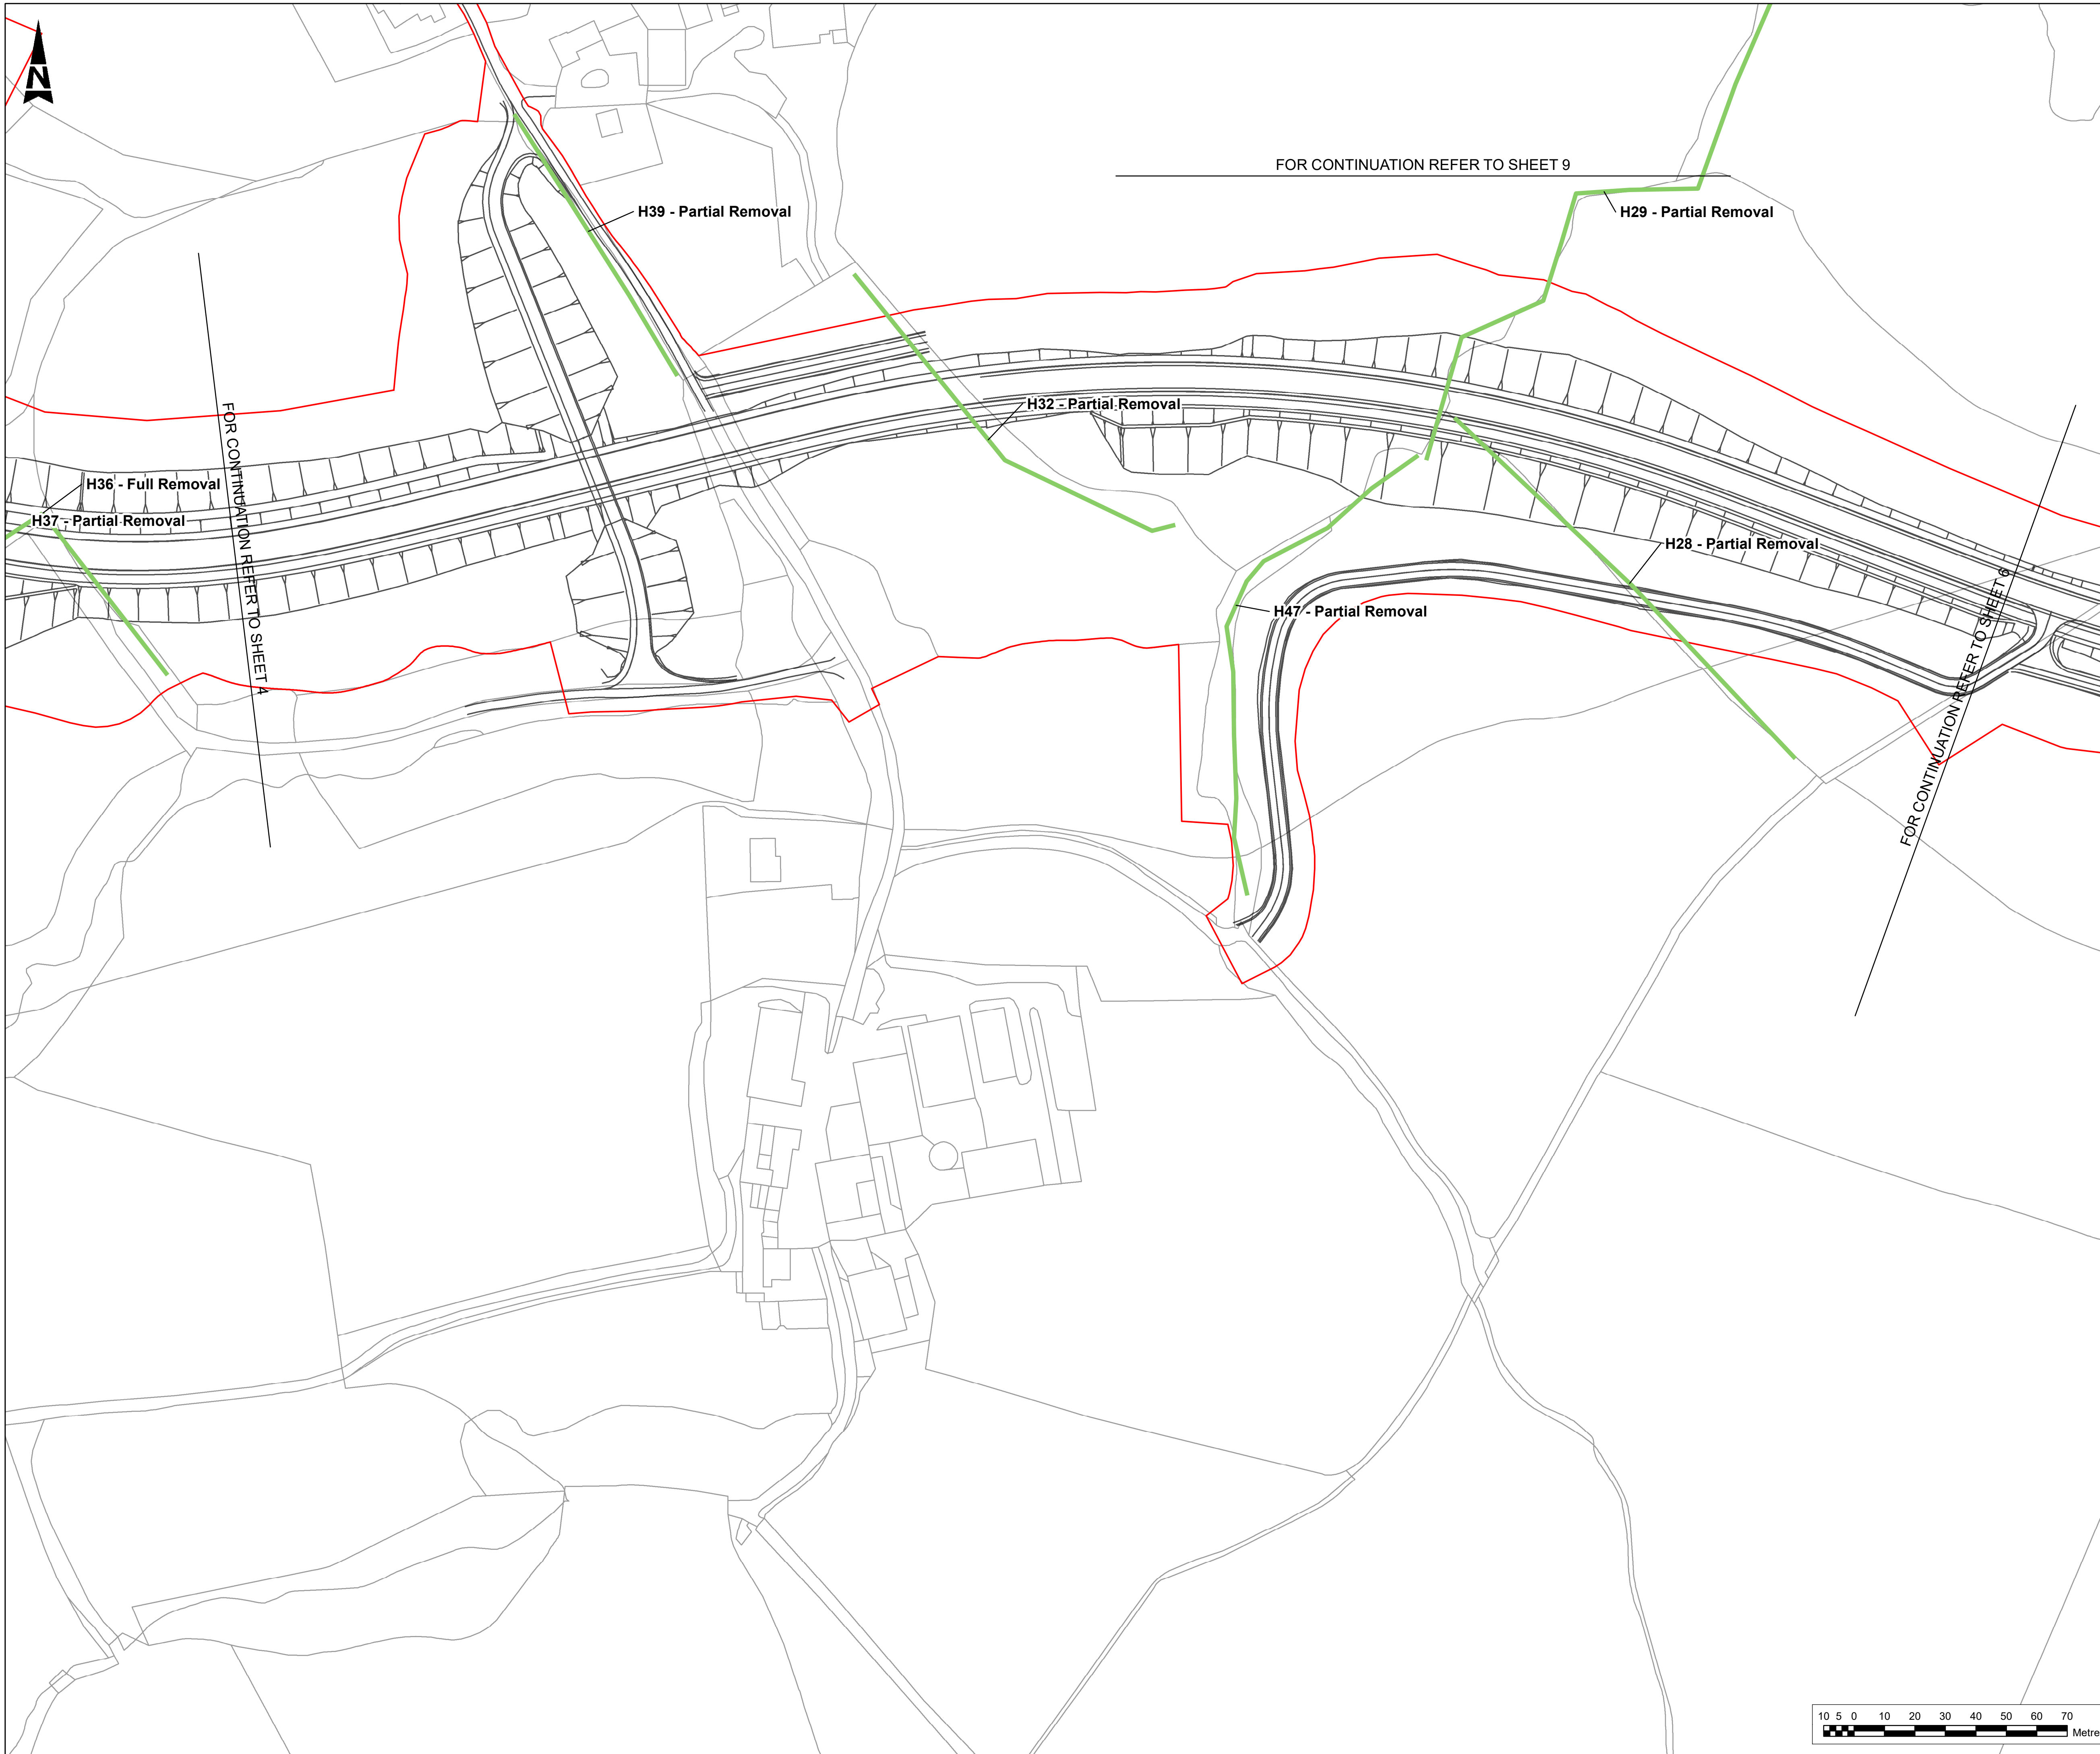 N
FOR CONTINUATION REFER TO SHEET 9
H39 - Partial Removal
H29 - Partial Removal
H32 - Partial Removal
H36 - Full Removal
H37 - Partial Removal
FOR CONTINUATION REFER TO SHEET 4
H28 - Partial Removal
H47 - Partial Removal
FOR CONTINUATION REFER TO SHEET 6
10 5 0 10 20 30 40 50 60 70
Metre